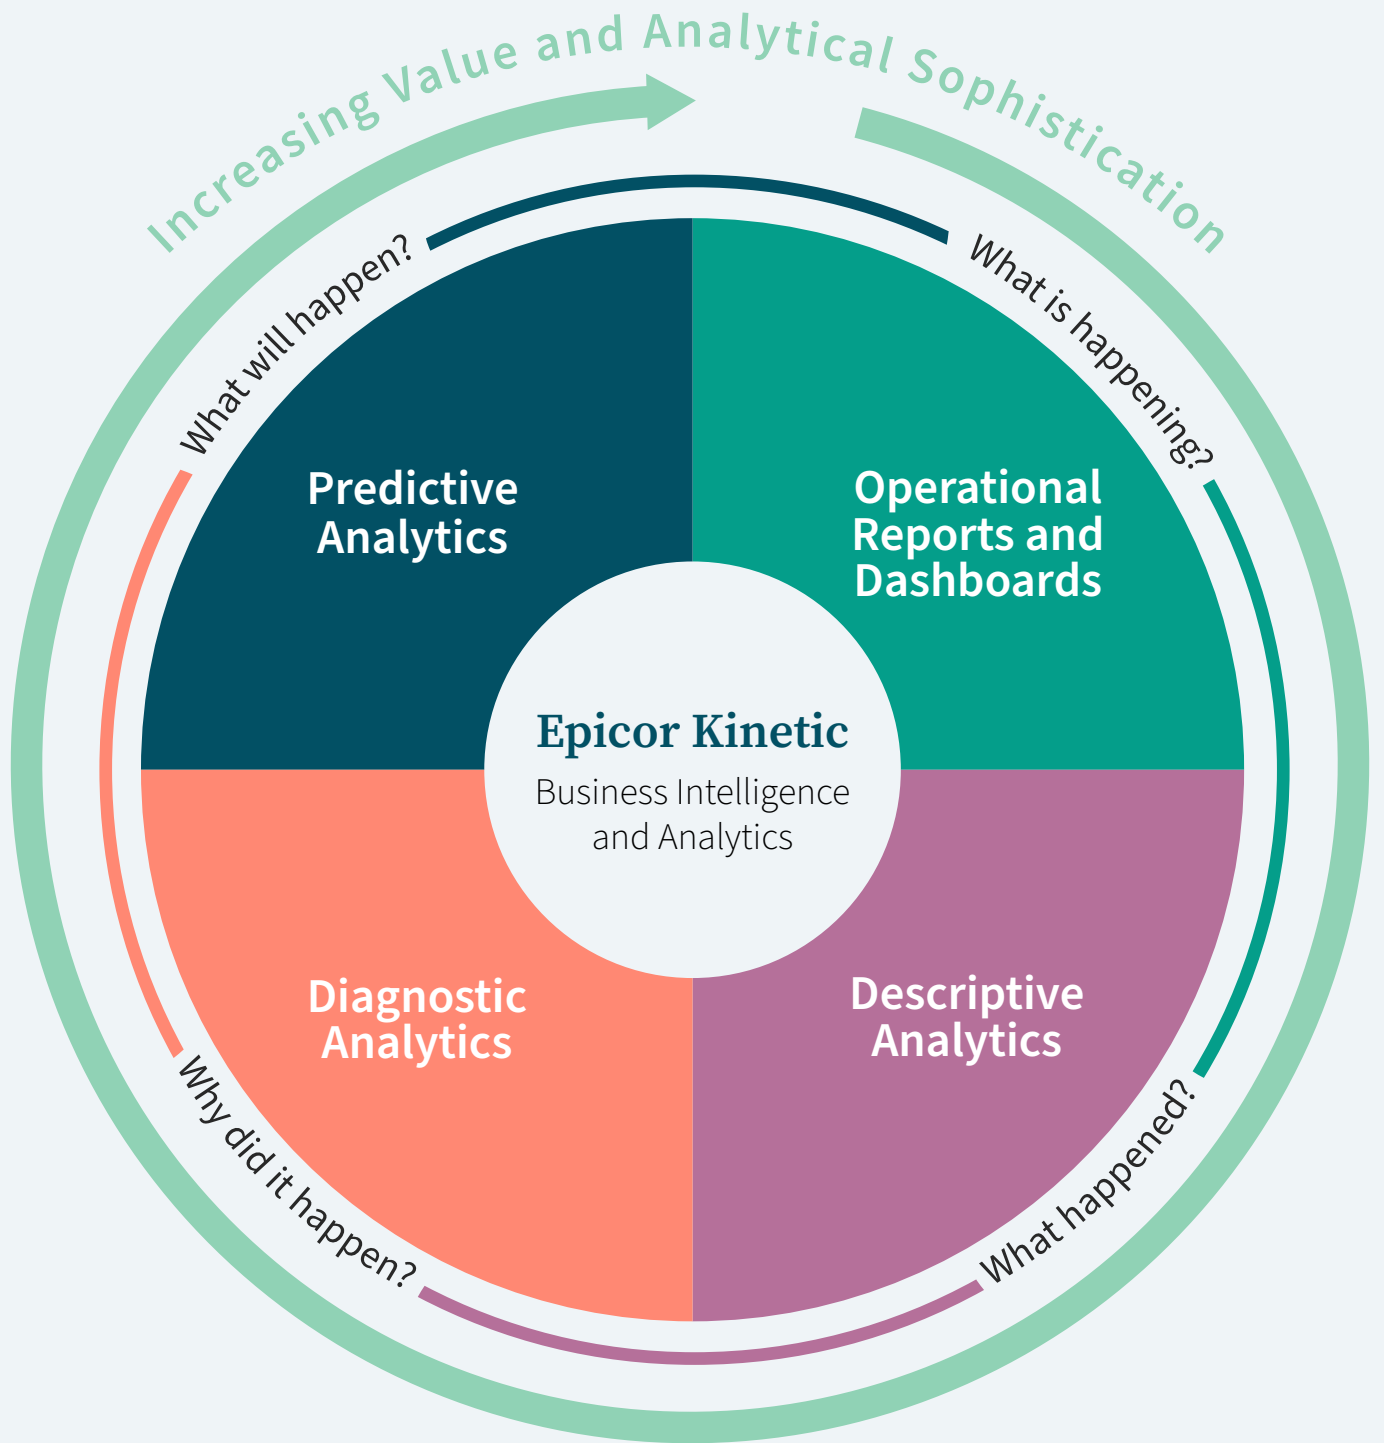 Increasing Value and Analytical Sophistication
What will happen?
What is happening?
Predictive
Analytics
Operational
Reports and
Dashboards
Epicor Kinetic
Business Intelligence
and Analytics
Diagnostic
Analytics
Descriptive
Analytics
Why did it happen?
What happened?